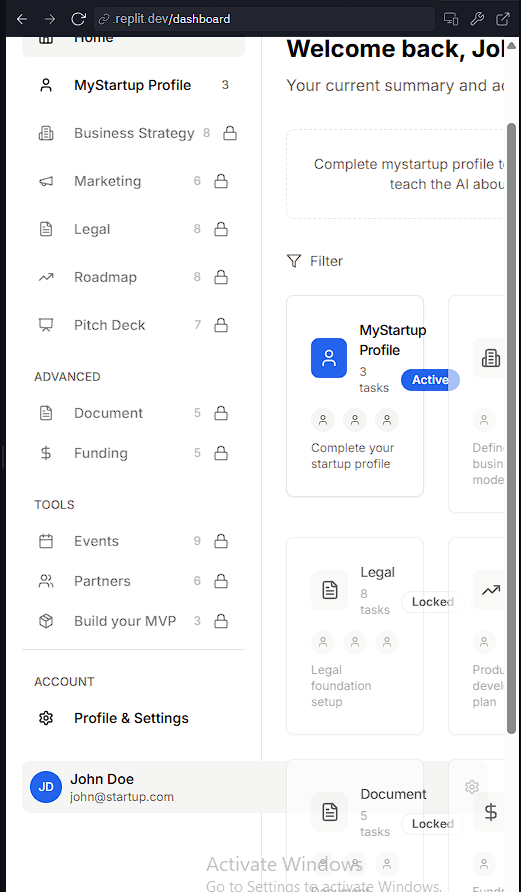 .replit.dev/dashboard
Home
MyStartup Profile 3
Business Strategy 8
Marketing 6
Legal 8
Roadmap 8
Pitch Deck 7
ADVANCED
Document 5
Funding 5
TOOLS
Events 9
Partners 6
Build your MVP 3
ACCOUNT
Profile & Settings
JD
John Doe
john@startup.com
Welcome back, Joh
Your current summary and ac
Complete mystartup profile to
teach the AI abou
Filter
MyStartup
Profile
3
tasks
Active
Complete your
startup profile
Defin
busin
mode
Legal
8
tasks
Locked
Legal
foundation
setup
Produ
develo
plan
Document
5
tasks
Locked
Activate Windows
Go to Settings to activate Windows.